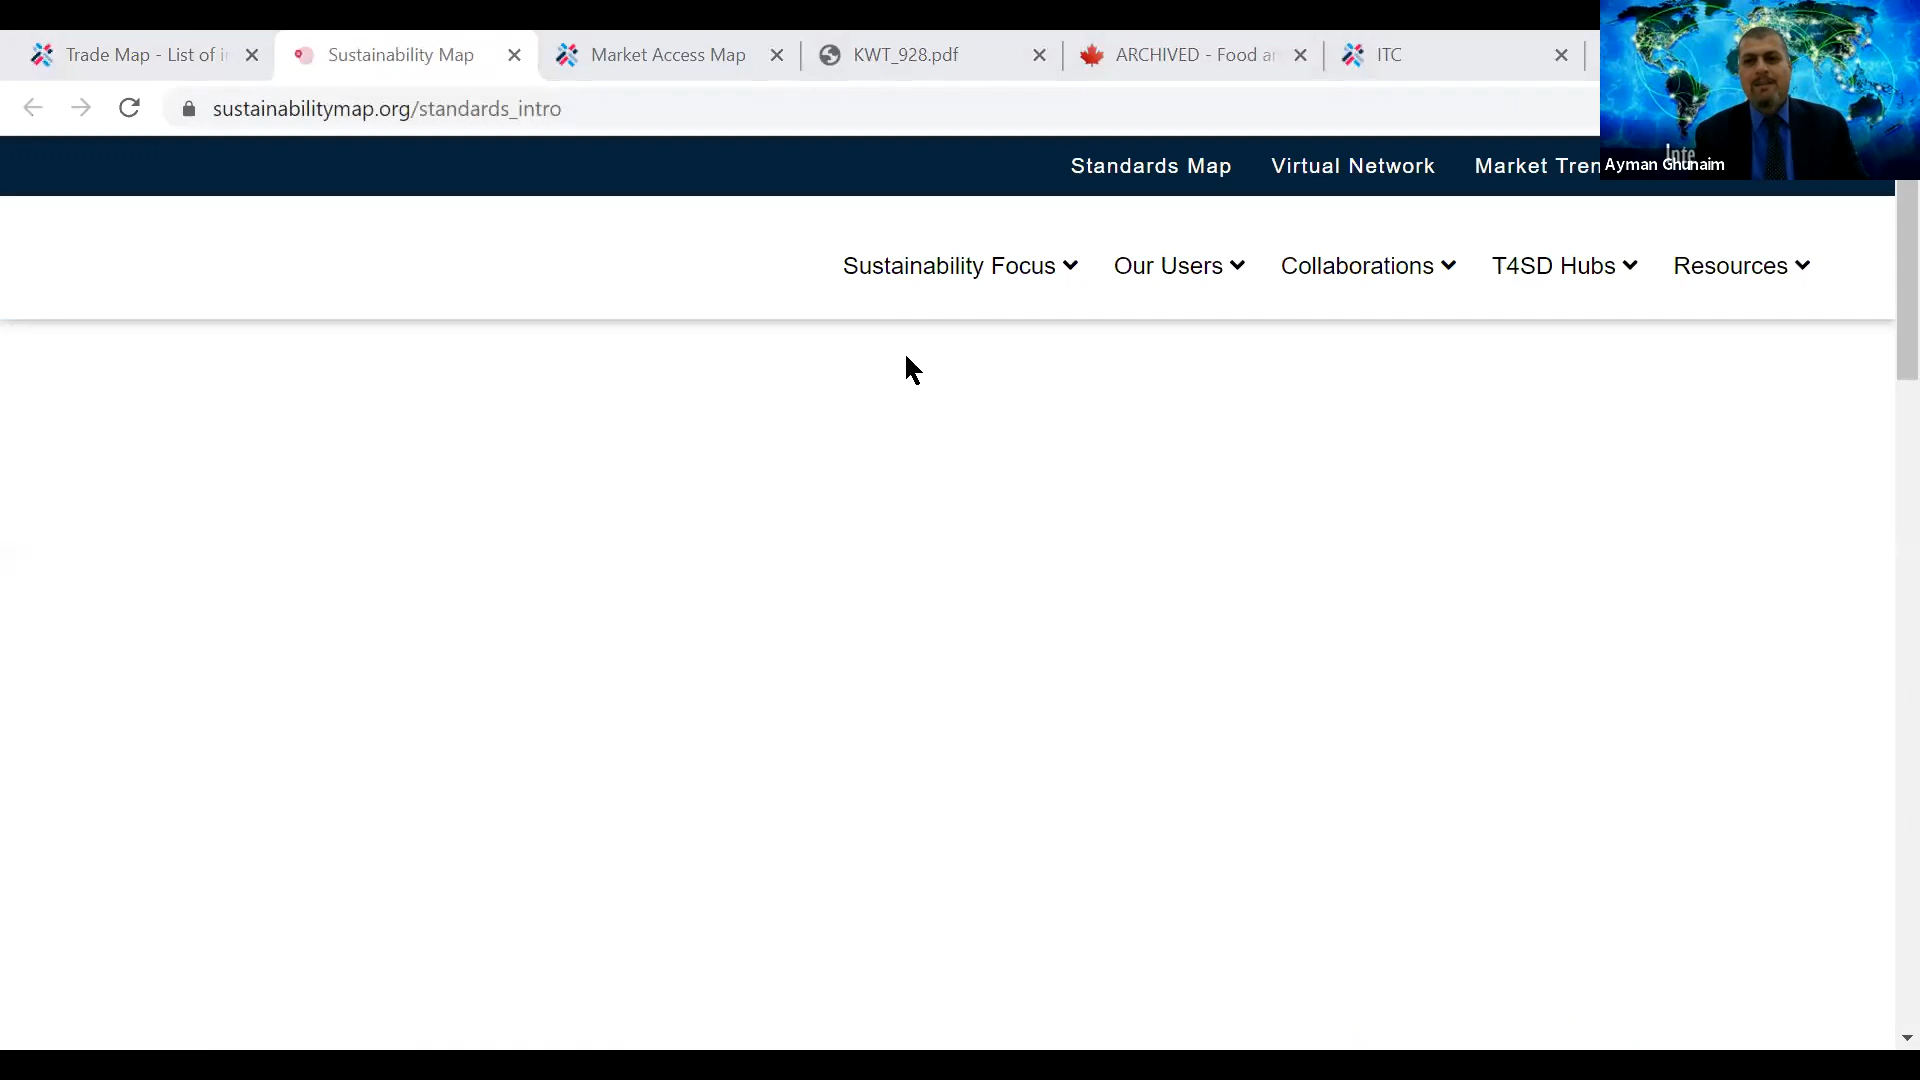 Trade Map - List of i
Sustainability Map
Market Access Map
KWT_928.pdf
ARCHIVED - Food a
ITC
sustainabilitymap.org/standards_intro
Standards Map
Virtual Network
Market Tren
Inte
Ayman Ghunaim
Sustainability Focus
Our Users
Collaborations
T4SD Hubs
Resources